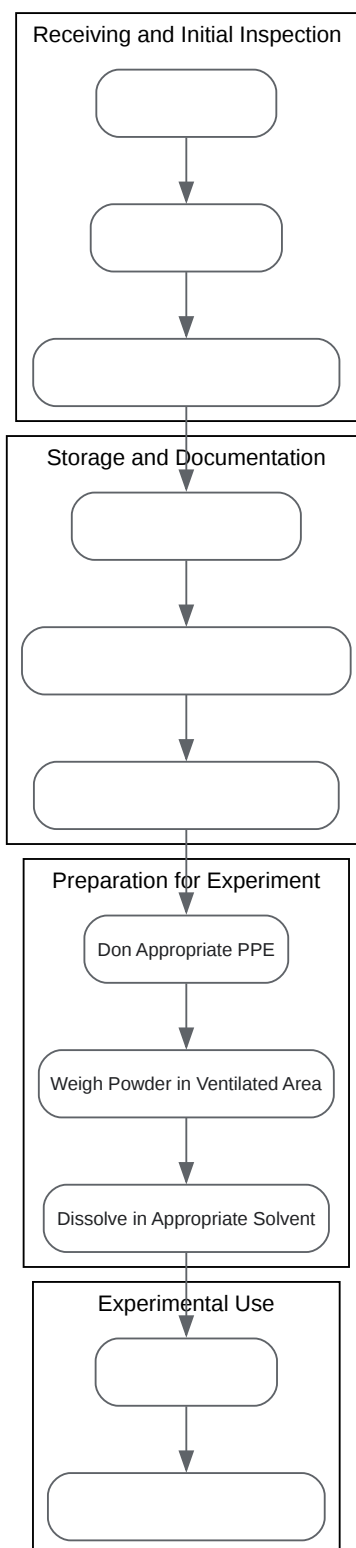 Receiving and Initial Inspection
Storage and Documentation
Preparation for Experiment
Don Appropriate PPE
Weigh Powder in Ventilated Area
Dissolve in Appropriate Solvent
Experimental Use